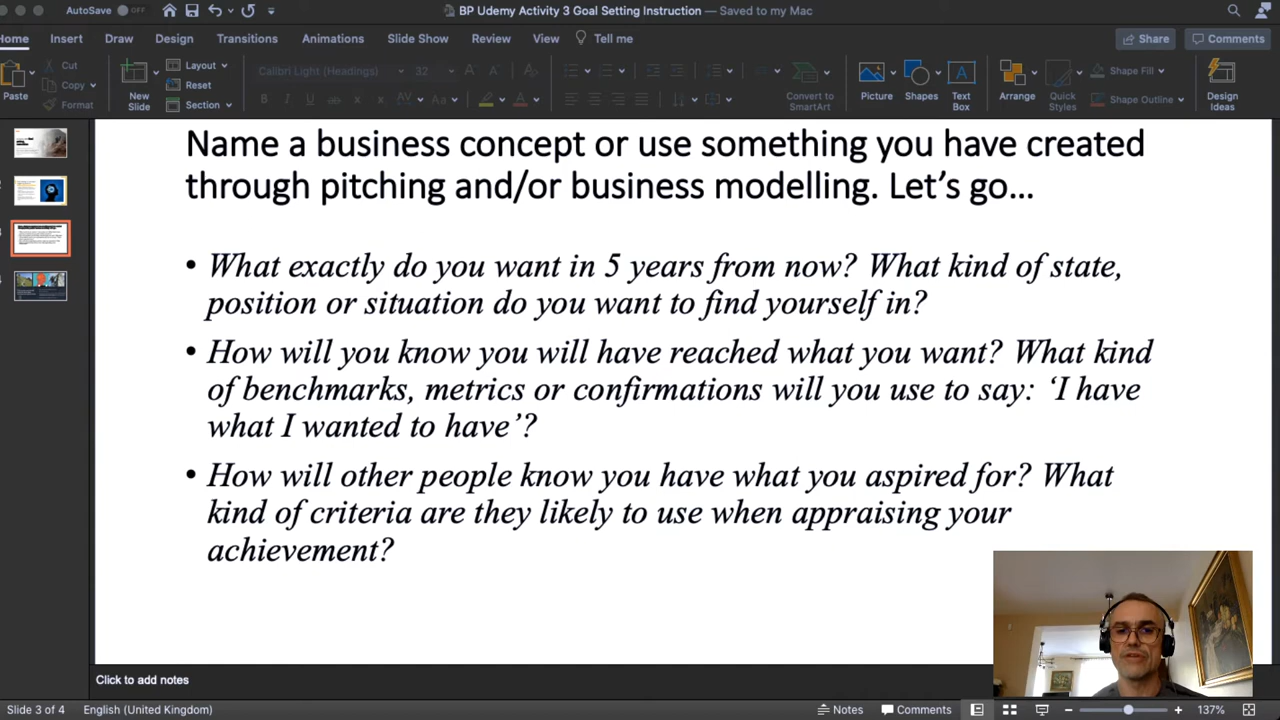 AutoSave OFF BP Udemy Activity 3 Goal Setting Instruction — Saved to my Mac
Home Insert Draw Design Transitions Animations Slide Show Review View Tell me Share Comments
Paste Cut Copy Format New Slide Layout Reset Section Calibri Light (Headings) 32 B I U ab AV Aa A Convert to SmartArt Picture Shapes Text Box Arrange Quick Styles Shape Fill Shape Outline Design Ideas
Name a business concept or use something you have created
through pitching and/or business modelling. Let’s go…
• What exactly do you want in 5 years from now? What kind of state,
position or situation do you want to find yourself in?
• How will you know you will have reached what you want? What kind
of benchmarks, metrics or confirmations will you use to say: ‘I have
what I wanted to have’?
• How will other people know you have what you aspired for? What
kind of criteria are they likely to use when appraising your
achievement?
Click to add notes
Slide 3 of 4 English (United Kingdom) Notes Comments 137%